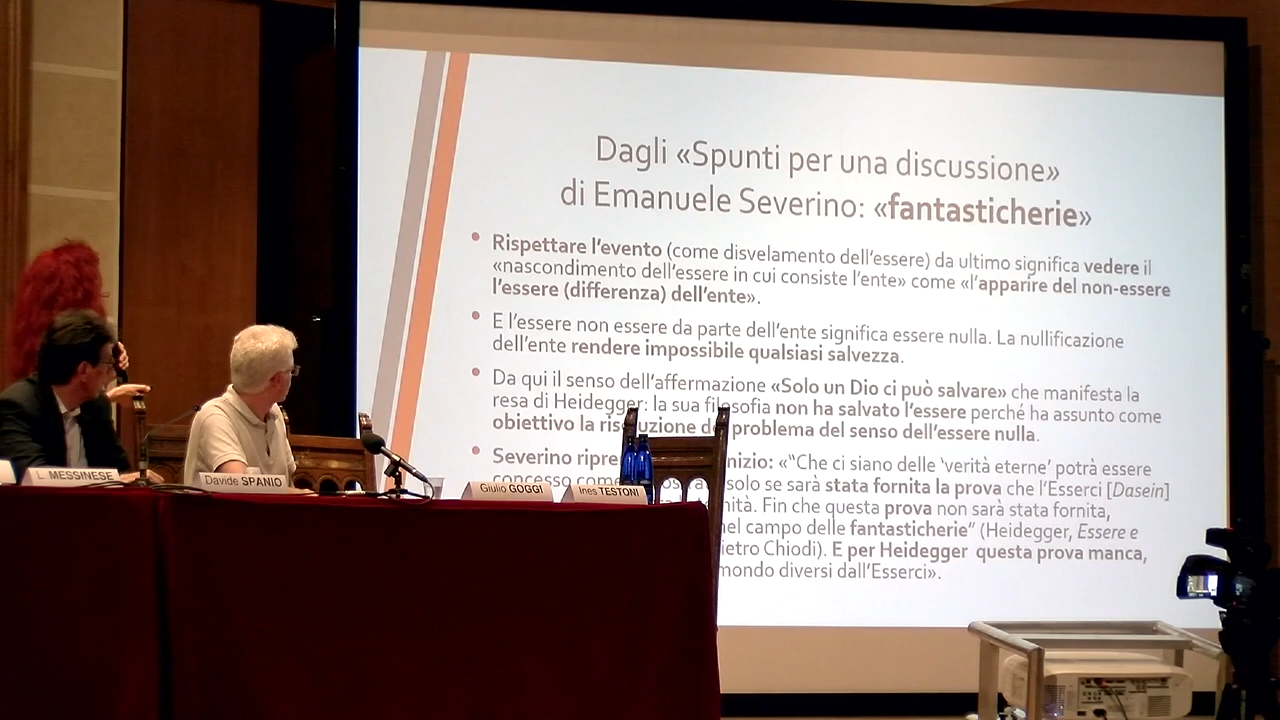 Dagli «Spunti per una discussione»
di Emanuele Severino: «fantasticherie»
• Rispettare l'evento (come disvelamento dell'essere) da ultimo significa vedere il
«nascondimento dell'essere in cui consiste l'ente» come «l'apparire del non-essere
l'essere (differenza) dell'ente».
• E l'essere non essere da parte dell'ente significa essere nulla. La nullificazione
dell'ente rendere impossibile qualsiasi salvezza.
• Da qui il senso dell'affermazione «Solo un Dio ci può salvare» che manifesta la
resa di Heidegger: la sua filosofia non ha salvato l'essere perché ha assunto come
obiettivo la problema del senso dell'essere nulla.
• Severino «"Che ci siano delle 'verità eterne' potrà essere
concesso solo se sarà stata fornita la prova che l'Esserci [Dasein]
Fin che questa prova non sarà stata fornita,
nel campo delle fantasticherie" (Heidegger, Essere e
Chiodi). E per Heidegger questa prova manca,
mondo diversi dall'Esserci».
L. MESSINESE
Davide SPANIO
Giulio GOGGI
Ines TESTONI